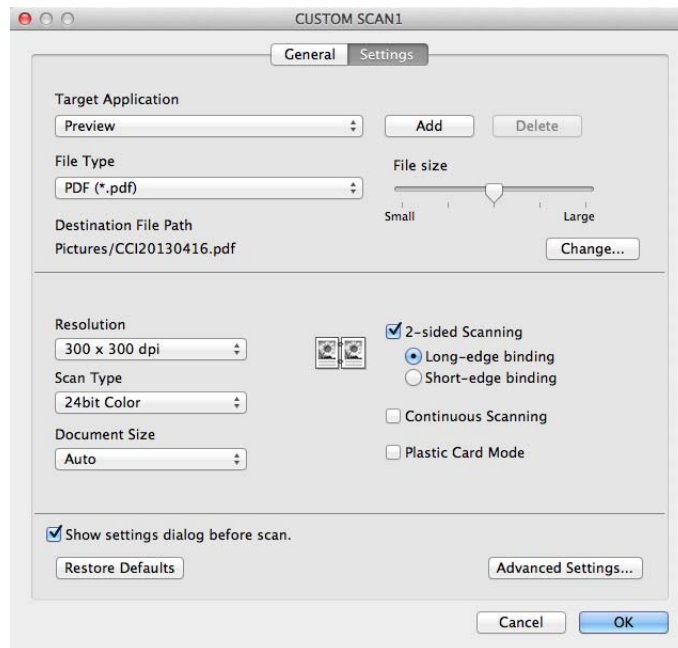 CUSTOM SCAN1
General Settings
Target Application
Preview Add Delete
File Type File size
PDF (*.pdf)
Small Large
Destination File Path
Pictures/CCI20130416.pdf Change...
Resolution 2-sided Scanning
300 x 300 dpi Long-edge binding
Scan Type Short-edge binding
24bit Color Continuous Scanning
Document Size
Auto Plastic Card Mode
Show settings dialog before scan.
Restore Defaults Advanced Settings...
Cancel OK